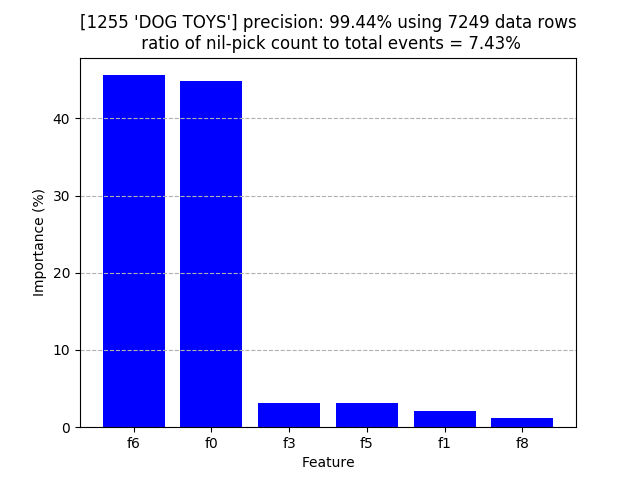 [1255 'DOG TOYS'] precision: 99.44% using 7249 data rows
ratio of nil-pick count to total events = 7.43%
Importance (%)
40
30
20
10
0
f6 f0 f3 f5 f1 f8
Feature